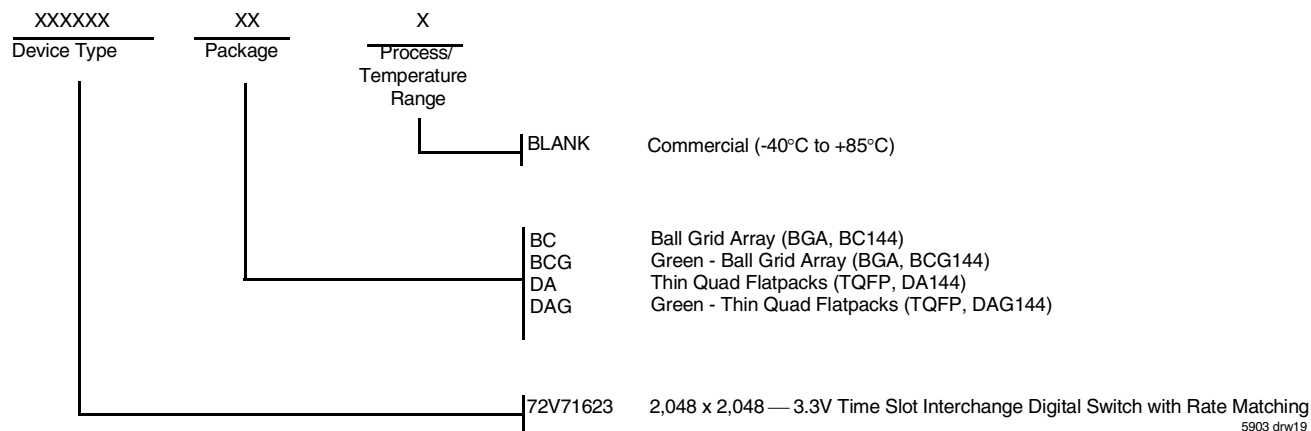 XXXXXX XX X
Device Type Package Process/
Temperature
Range
BLANK Commercial (-40°C to +85°C)
BC Ball Grid Array (BGA, BC144)
BCG Green - Ball Grid Array (BGA, BCG144)
DA Thin Quad Flatpacks (TQFP, DA144)
DAG Green - Thin Quad Flatpacks (TQFP, DAG144)
72V71623 2,048 x 2,048 — 3.3V Time Slot Interchange Digital Switch with Rate Matching
5903 drw19